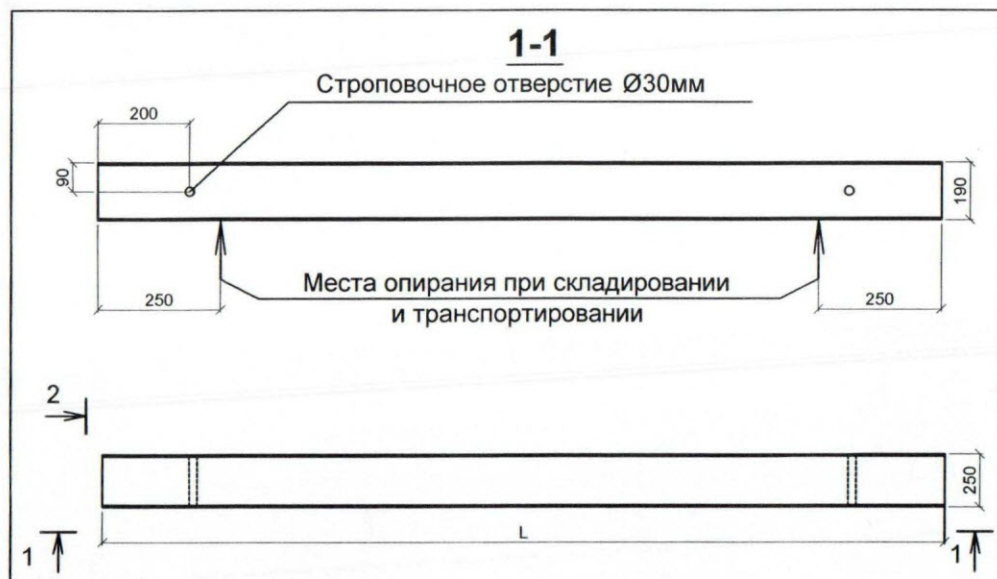 1-1
Строповочное отверстие Ø30мм
200
90
190
Места опирания при складировании
и транспортировании
250
250
2
250
L
1
1